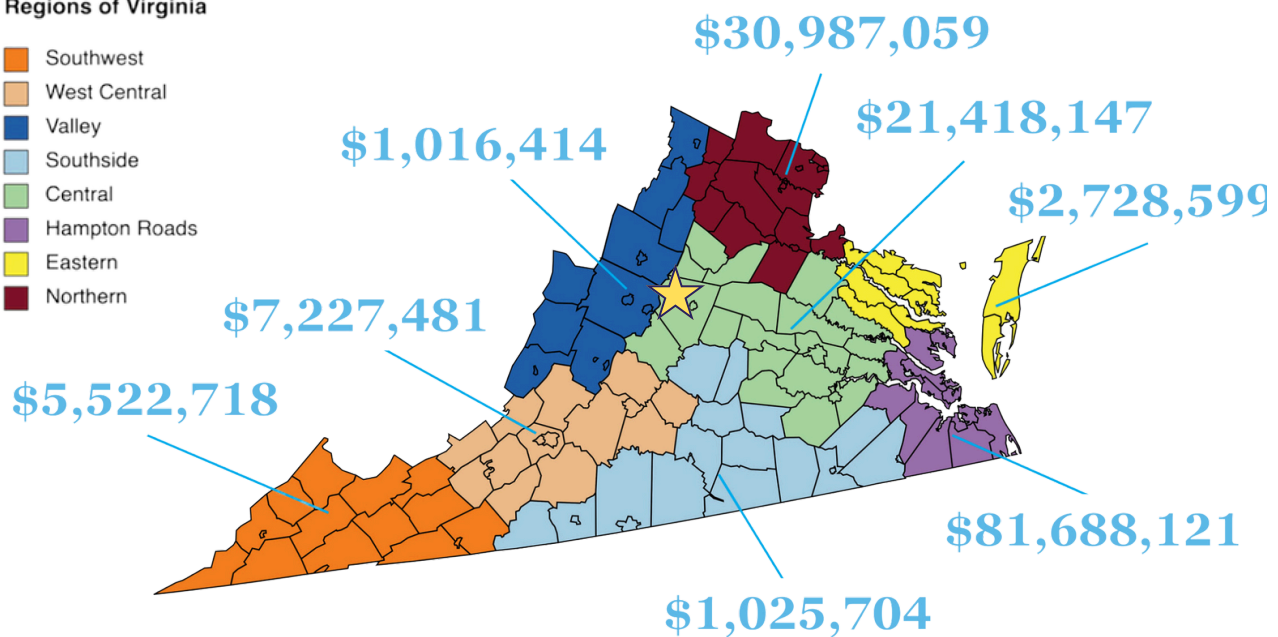 Regions of Virginia
Southwest
West Central
Valley
Southside
Central
Hampton Roads
Eastern
Northern
$30,987,059
$21,418,147
$1,016,414
$2,728,599
$7,227,481
$5,522,718
$81,688,121
$1,025,704